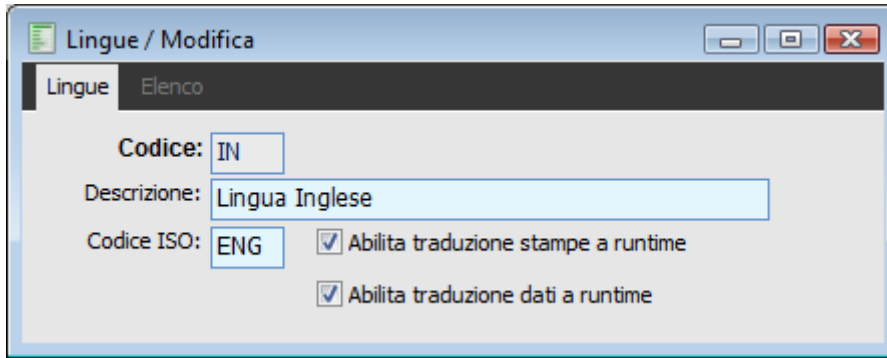 Lingue / Modifica
Lingue Elenco
Codice: IN
Descrizione: Lingua Inglese
Codice ISO: ENG Abilita traduzione stampe a runtime
Abilita traduzione dati a runtime